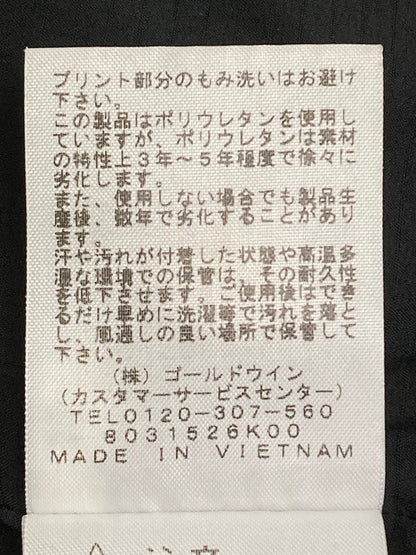 プリント部分のもみ洗いはお避け
下さい。
この製品はポリウレタンを使用し
ていますが、ポリウレタンは素材
の特性上3年~5年程度で徐々に
劣化します。
また、使用しない場合でも製品生
産後、数年で劣化することがあり
ます。
汗や汚れが付着した状態や高温多
湿な環境での保管は、その耐久性
を低下させます。ご使用後はでき
るだけ早めに洗濯等で汚れを落と
し、風通しの良い場所で保管して
下さい。
(株)ゴールドウイン
(カスタマーサービスセンター)
TEL0120-307-560
8031526K00
MADE IN VIETNAM